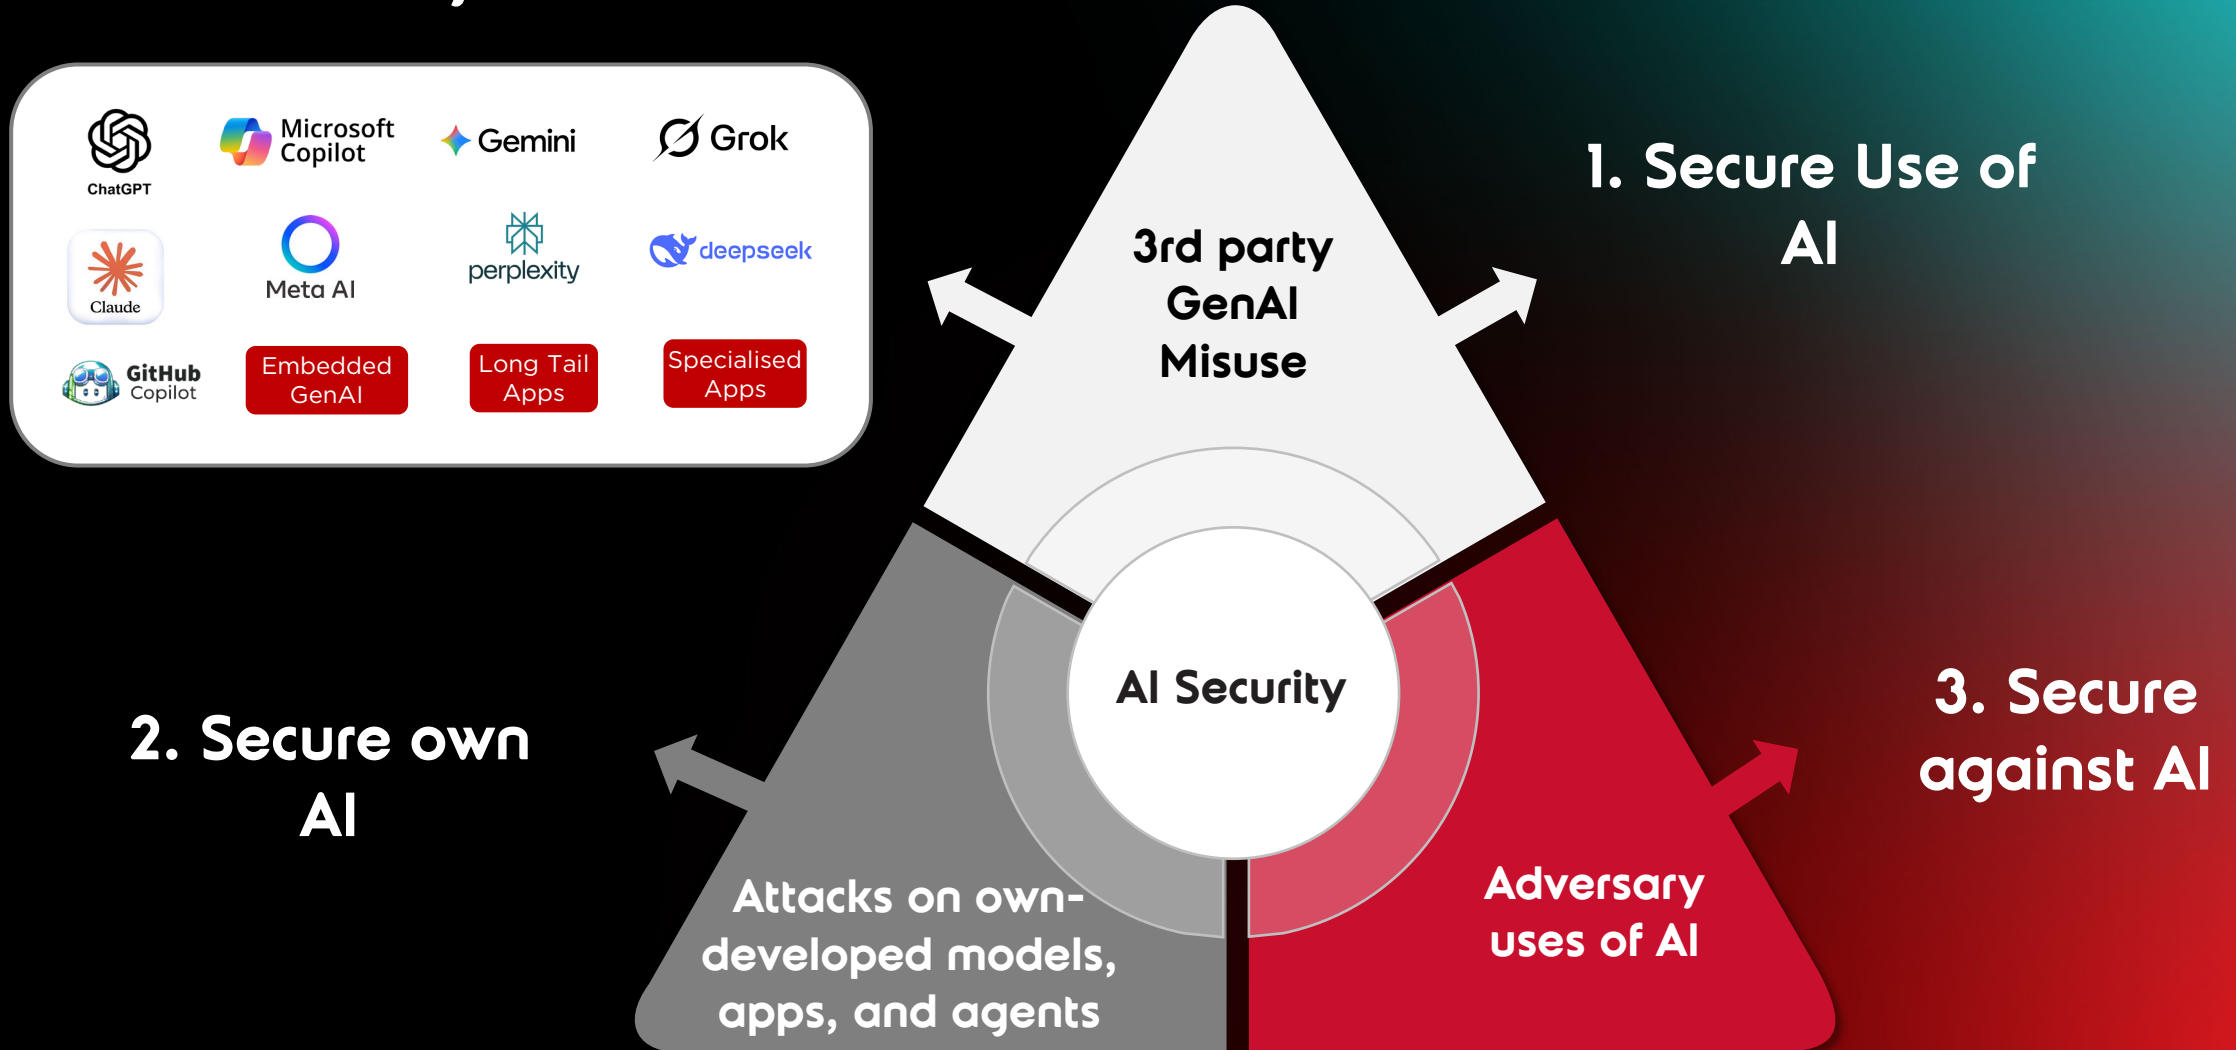 ChatGPT
Microsoft
Copilot
Gemini
Grok
Claude
Meta AI
perplexity
deepseek
GitHub
Copilot
Embedded
GenAI
Long Tail
Apps
Specialised
Apps
3rd party
GenAI
Misuse
1. Secure Use of
AI
AI Security
2. Secure own
AI
3. Secure
against AI
Attacks on own-
developed models,
apps, and agents
Adversary
uses of AI